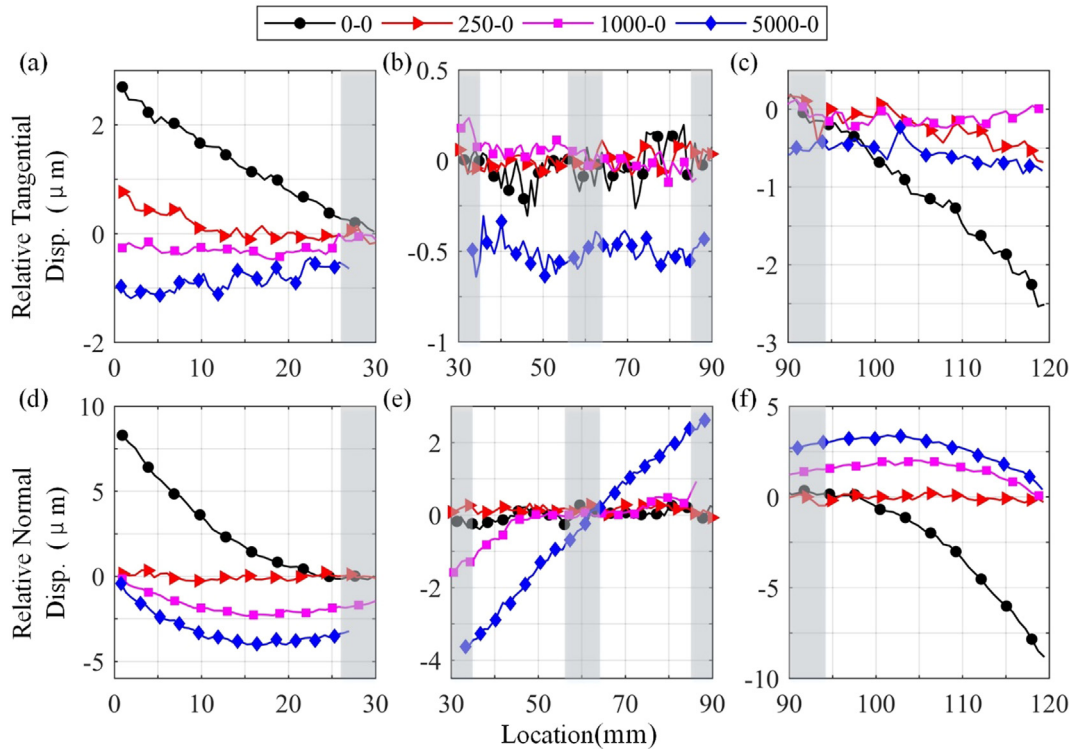 0-0 250-0 1000-0 5000-0
(a) (b) (c)
Relative Tangential
Disp. (μm)
2
0
-2
0 10 20 30
0.5
0
-0.5
-1
30 50 70 90
0
-1
-2
-3
90 100 110 120
(d) (e) (f)
Relative Normal
Disp. (μm)
10
5
0
-5
0 10 20 30
2
0
-2
-4
30 50 70 90
5
0
-5
-10
90 100 110 120
Location(mm)